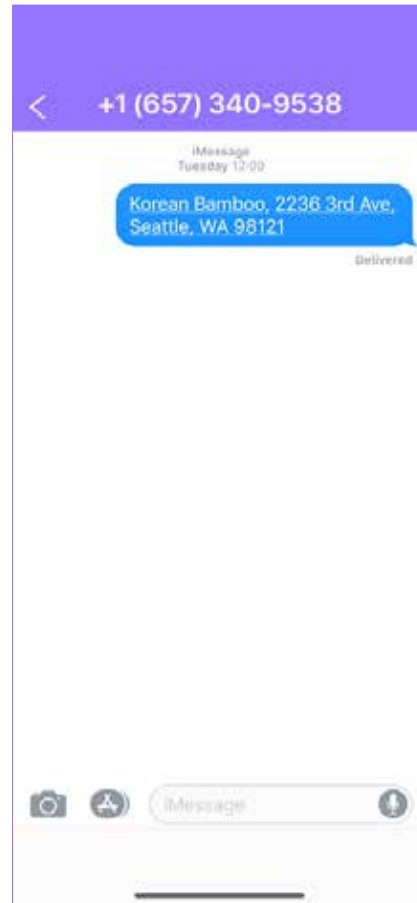 +1 (657) 340-9538
iMessage
Tuesday 12:00
Korean Bamboo, 2236 3rd Ave,
Seattle, WA 98121
Delivered
iMessage